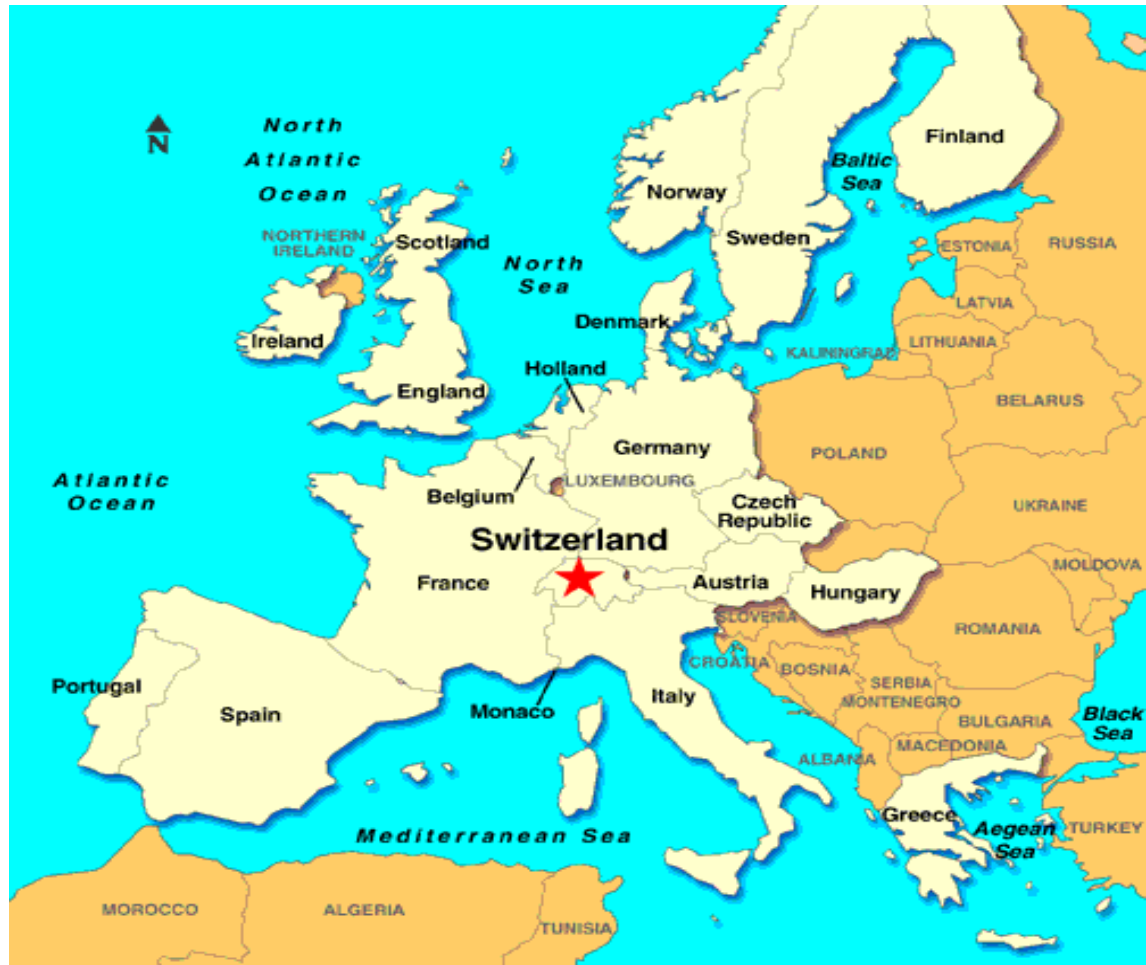 N
North
Atlantic
Ocean
NORTHERN
IRELAND
Scotland
North
Sea
Norway
Sweden
Finland
Baltic
Sea
ESTONIA
RUSSIA
LATVIA
LITHUANIA
KALININGRAD
Denmark
Ireland
England
Holland
BELARUS
Germany
POLAND
Atlantic
Ocean
Belgium
LUXEMBOURG
Czech
Republic
UKRAINE
Switzerland
France
Austria
Hungary
MOLDOVA
SLOVENIA
ROMANIA
CROATIA
BOSNIA
SERBIA
MONTENEGRO
Portugal
Spain
Monaco
Italy
BULGARIA
Black
Sea
MACEDONIA
ALBANIA
Greece
Aegean
Sea
TURKEY
Mediterranean Sea
MOROCCO
ALGERIA
TUNISIA